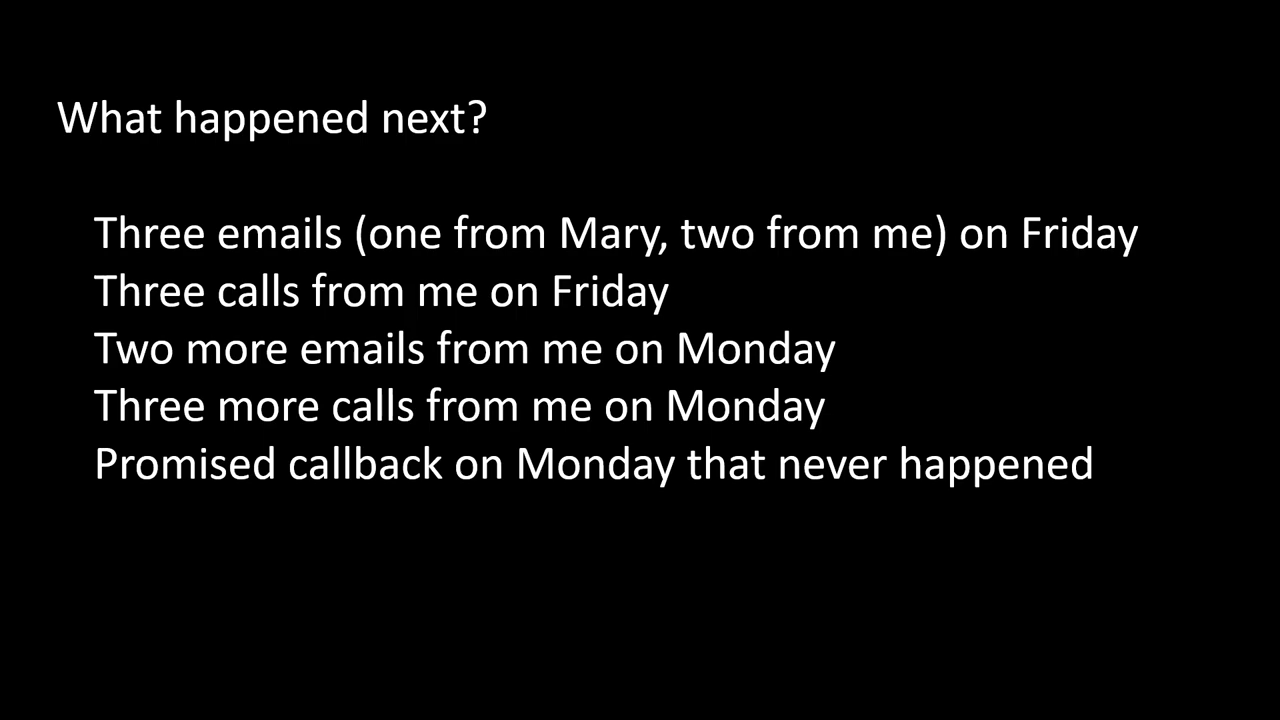 What happened next?
Three emails (one from Mary, two from me) on Friday
Three calls from me on Friday
Two more emails from me on Monday
Three more calls from me on Monday
Promised callback on Monday that never happened